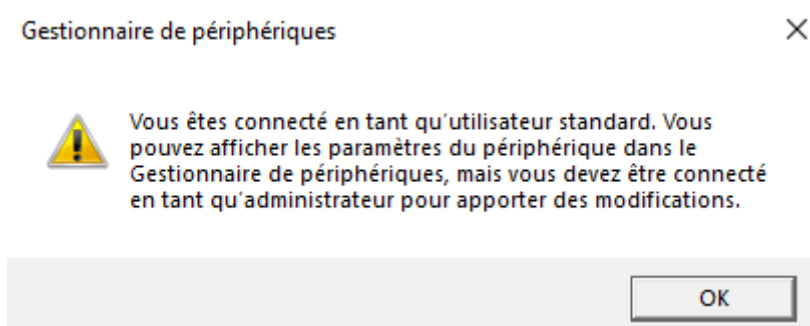 Gestionnaire de périphériques
Vous êtes connecté en tant qu'utilisateur standard. Vous
pouvez afficher les paramètres du périphérique dans le
Gestionnaire de périphériques, mais vous devez être connecté
en tant qu'administrateur pour apporter des modifications.
OK